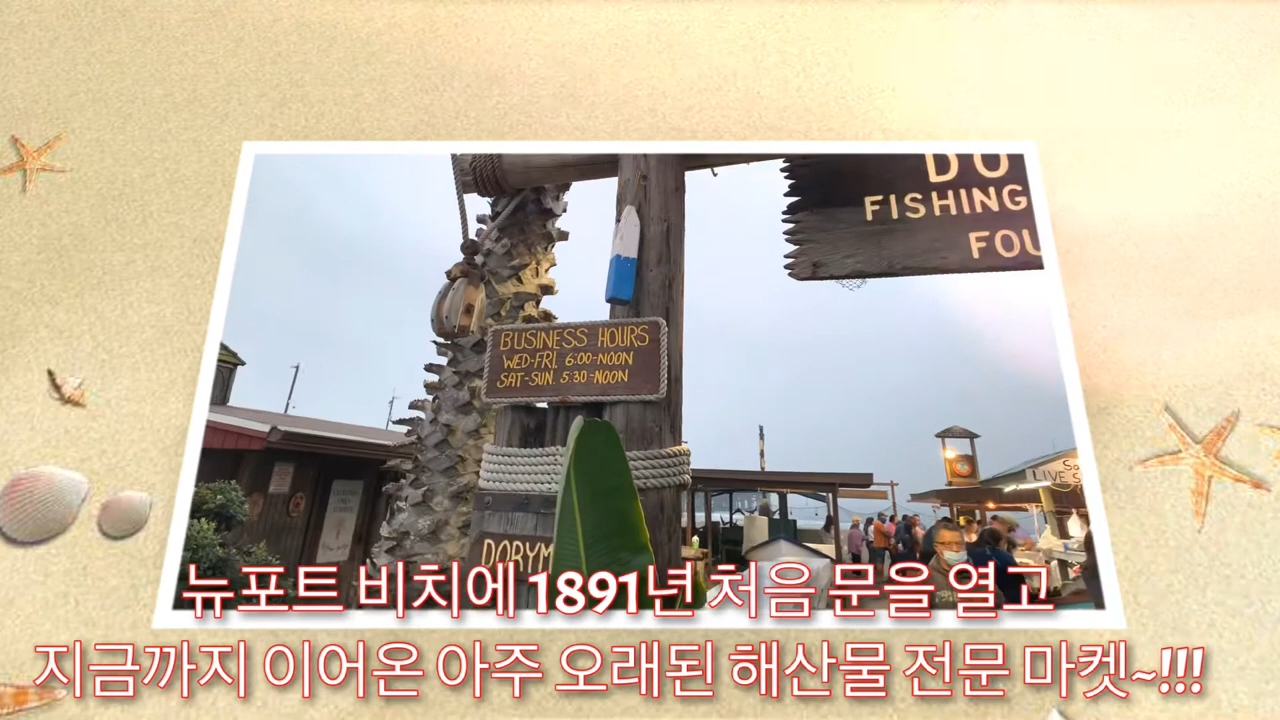 DO
FISHING
FOU
BUSINESS HOURS
WED-FRI. 6:00-NOON
SAT-SUN. 5:30-NOON
LIVE S
DORYM
뉴포트 비치에 1891년 처음 문을 열고
지금까지 이어온 아주 오래된 해산물 전문 마켓~!!!